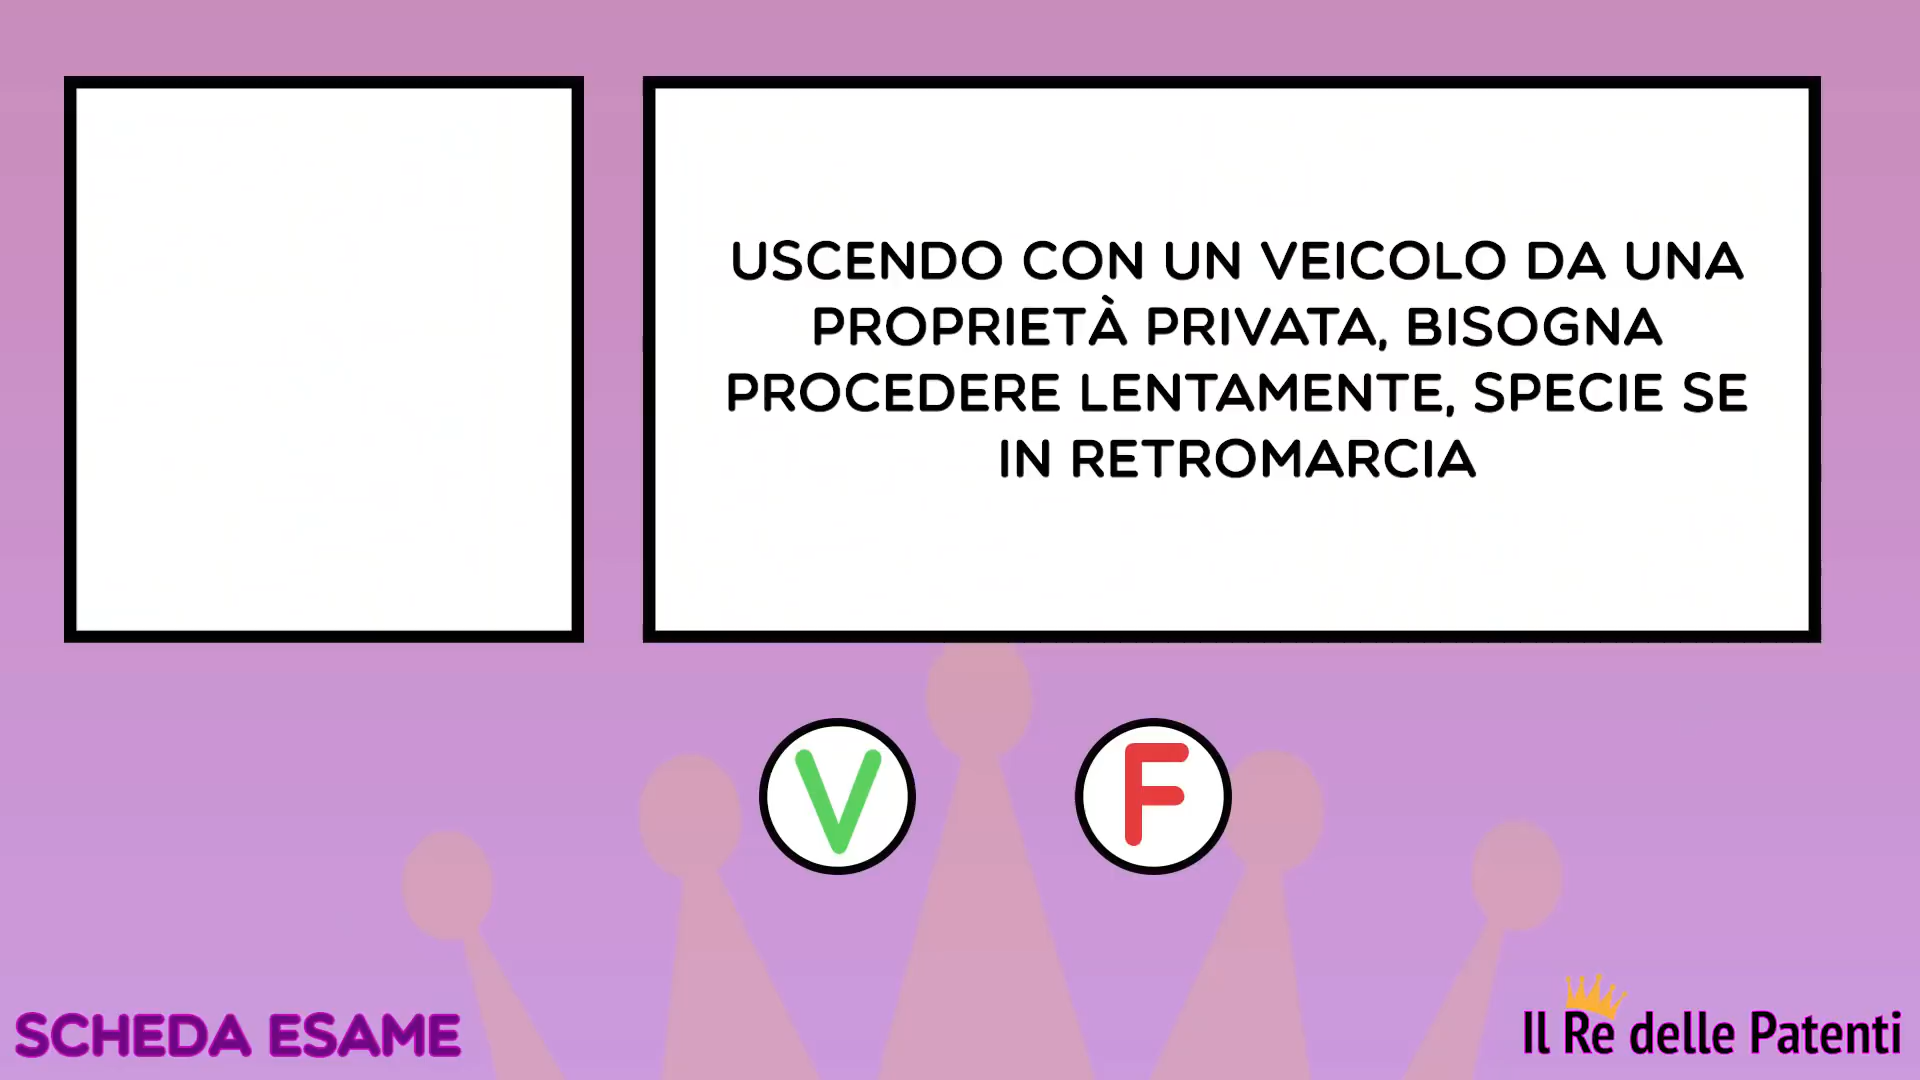 USCENDO CON UN VEICOLO DA UNA
PROPRIETÀ PRIVATA, BISOGNA
PROCEDERE LENTAMENTE, SPECIE SE
IN RETROMARCIA
V F
SCHEDA ESAME
Il Re delle Patenti